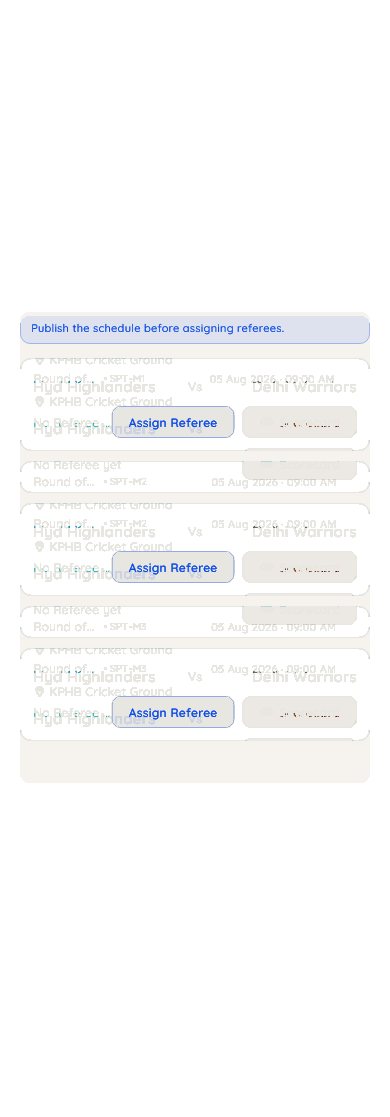 Publish the schedule before assigning referees.
KPHB Cricket Ground
Round of... • SPT-M1 05 Aug 2026 - 09:00 AM
Hyd Highlanders Vs Delhi Warriors
KPHB Cricket Ground
No Referee...
Assign Referee
Hyd Highlanders
No Referee yet
Round of... • SPT-M2 05 Aug 2026 - 09:00 AM
KPHB Cricket Ground
Round of... • SPT-M2 05 Aug 2026 - 09:00 AM
Hyd Highlanders Vs Delhi Warriors
KPHB Cricket Ground
No Referee...
Assign Referee
Hyd Highlanders
No Referee yet
Round of... • SPT-M3 05 Aug 2026 - 09:00 AM
KPHB Cricket Ground
Round of... • SPT-M3 05 Aug 2026 - 09:00 AM
Hyd Highlanders Vs Delhi Warriors
KPHB Cricket Ground
No Referee...
Assign Referee
Hyd Highlanders